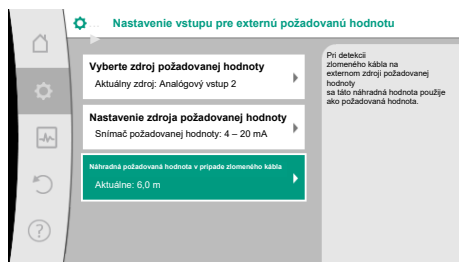 Nastavenie vstupu pre externú požadovanú hodnotu
Vyberte zdroj požadovanej hodnoty
Aktuálny zdroj: Analógový vstup 2
Nastavenie zdroja požadovanej hodnoty
Snímač požadovanej hodnoty: 4 – 20 mA
Náhradná požadovaná hodnota v prípade zlomeného kábla
Aktuálne: 6,0 m
Pri detekcii
zlomeného kábla na
externom zdroji požadovanej
hodnoty
sa táto náhradná hodnota použije
ako požadovaná hodnota.